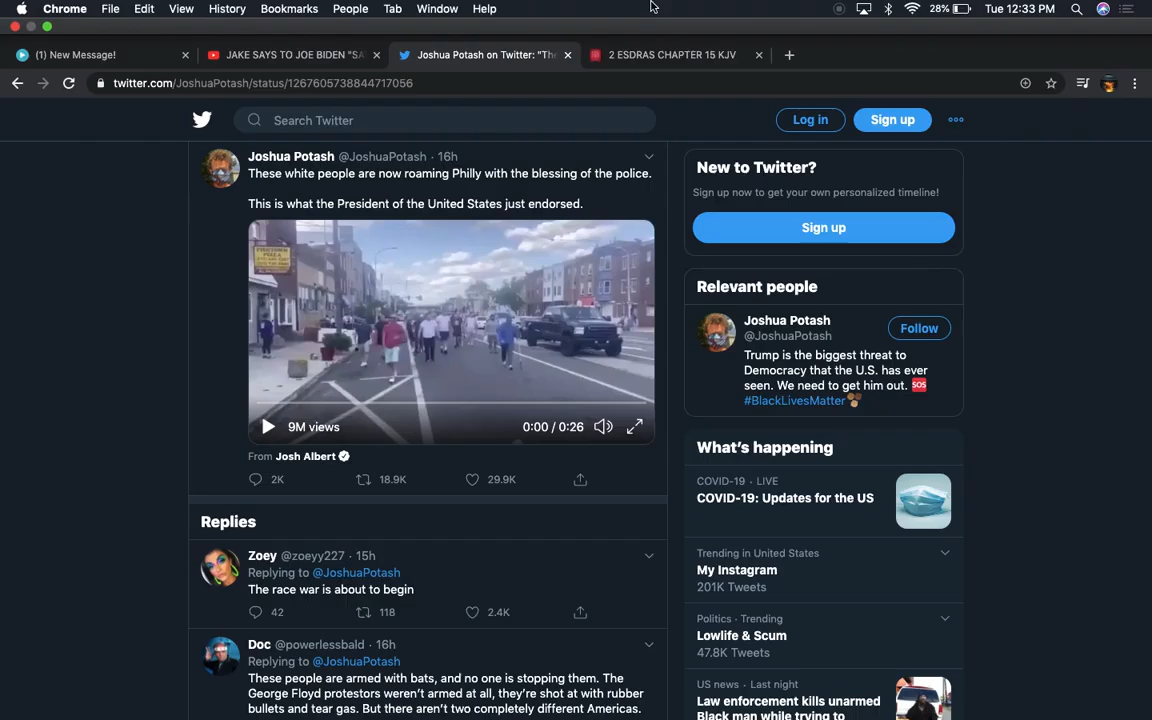 Chrome File Edit View History Bookmarks People Tab Window Help 28% Tue 12:33 PM
(1) New Message! JAKE SAYS TO JOE BIDEN "SA Joshua Potash on Twitter: "The 2 ESDRAS CHAPTER 15 KJV
twitter.com/JoshuaPotash/status/1267605738844717056
Search Twitter Log in Sign up
Joshua Potash @JoshuaPotash · 16h
These white people are now roaming Philly with the blessing of the police.
This is what the President of the United States just endorsed.
9M views 0:00 / 0:26
From Josh Albert
2K 18.9K 29.9K
Replies
Zoey @zoeyy227 · 15h
Replying to @JoshuaPotash
The race war is about to begin
42 118 2.4K
Doc @powerlessbald · 16h
Replying to @JoshuaPotash
These people are armed with bats, and no one is stopping them. The
George Floyd protestors weren't armed at all, they're shot at with rubber
bullets and tear gas. But there aren't two completely different Americas.
New to Twitter?
Sign up now to get your own personalized timeline!
Sign up
Relevant people
Joshua Potash
@JoshuaPotash
Follow
Trump is the biggest threat to
Democracy that the U.S. has ever
seen. We need to get him out. SOS
#BlackLivesMatter
What's happening
COVID-19 · LIVE
COVID-19: Updates for the US
Trending in United States
My Instagram
201K Tweets
Politics · Trending
Lowlife & Scum
47.8K Tweets
US news · Last night
Law enforcement kills unarmed
Black man while trying to